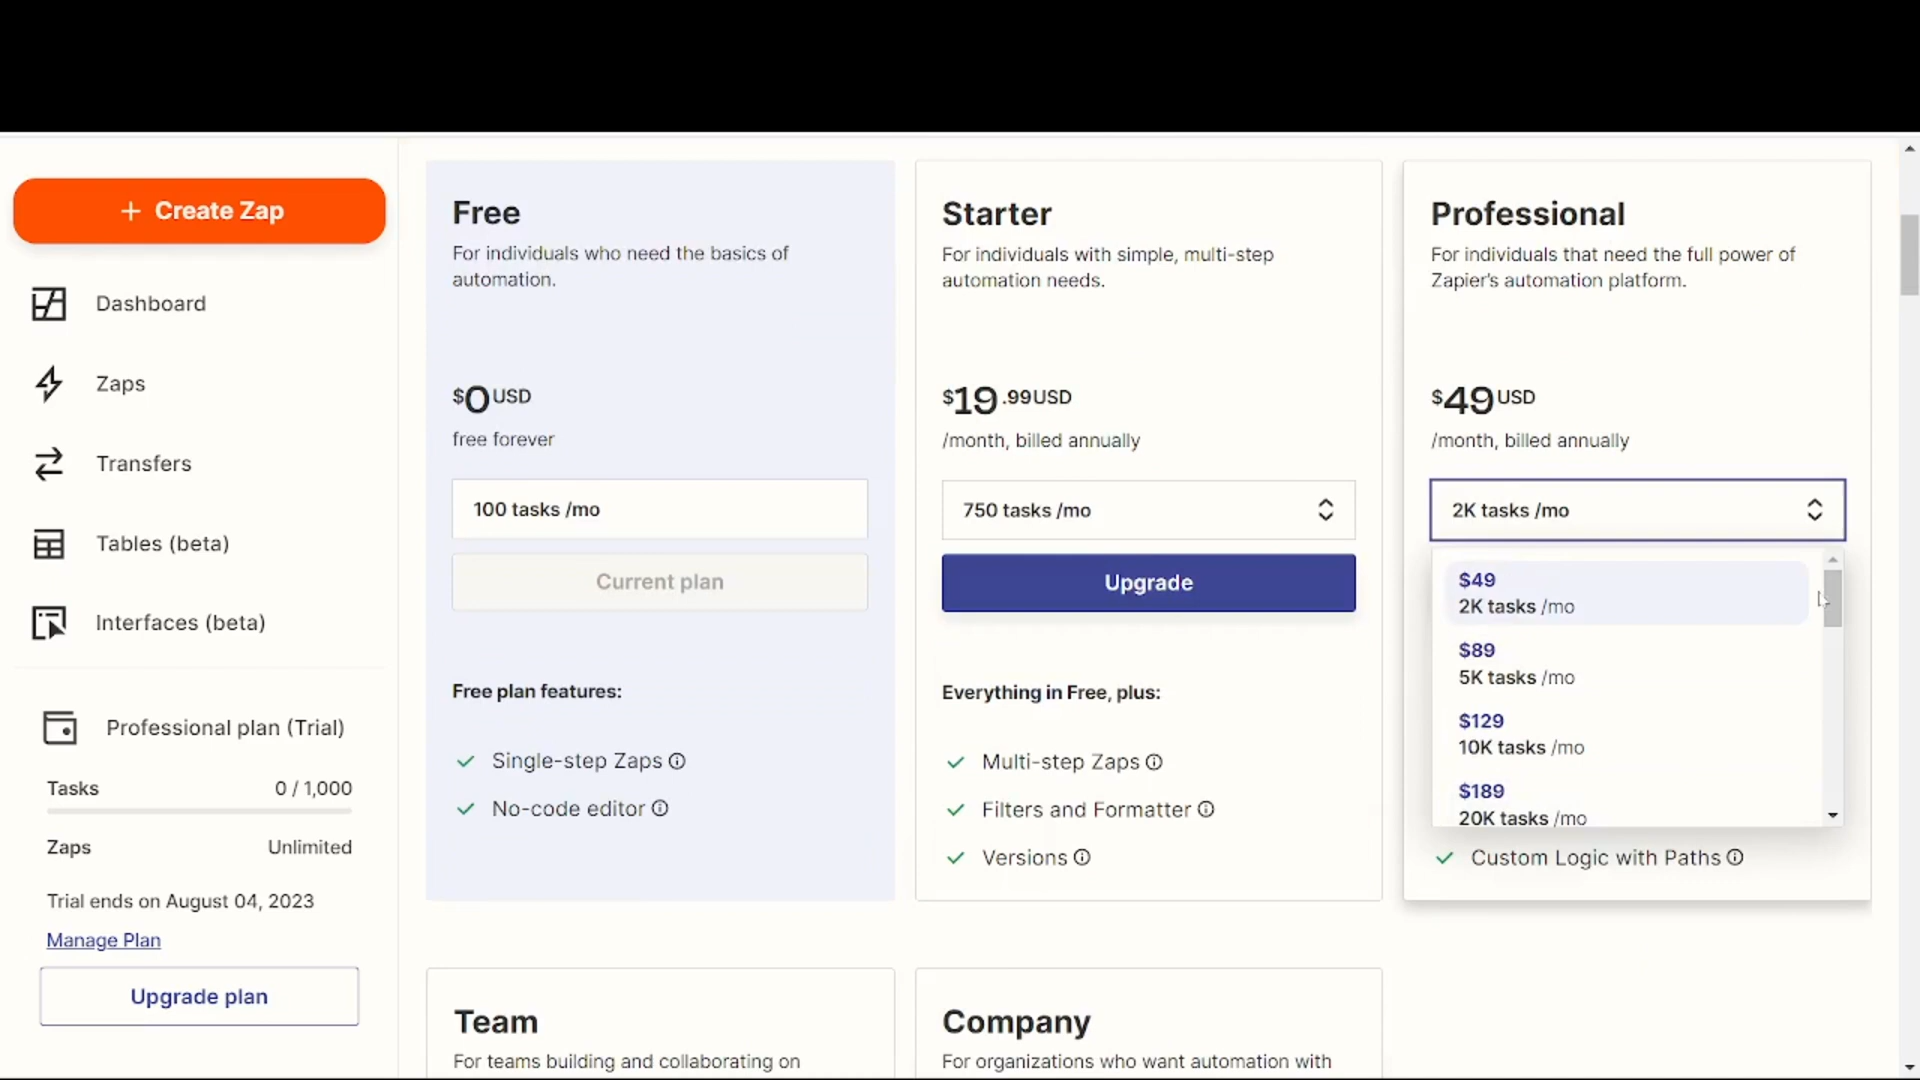 Create Zap
Dashboard
Zaps
Transfers
Tables (beta)
Interfaces (beta)
Professional plan (Trial)
Tasks 0 / 1,000
Zaps Unlimited
Trial ends on August 04, 2023
Manage Plan
Upgrade plan
Free
For individuals who need the basics of
automation.
$0 USD
free forever
100 tasks /mo
Current plan
Free plan features:
Single-step Zaps
No-code editor
Starter
For individuals with simple, multi-step
automation needs.
$19.99USD
/month, billed annually
750 tasks /mo
Upgrade
Everything in Free, plus:
Multi-step Zaps
Filters and Formatter
Versions
Professional
For individuals that need the full power of
Zapier's automation platform.
$49 USD
/month, billed annually
2K tasks /mo
$49
2K tasks /mo
$89
5K tasks /mo
$129
10K tasks /mo
$189
20K tasks /mo
Custom Logic with Paths
Team
For teams building and collaborating on
Company
For organizations who want automation with